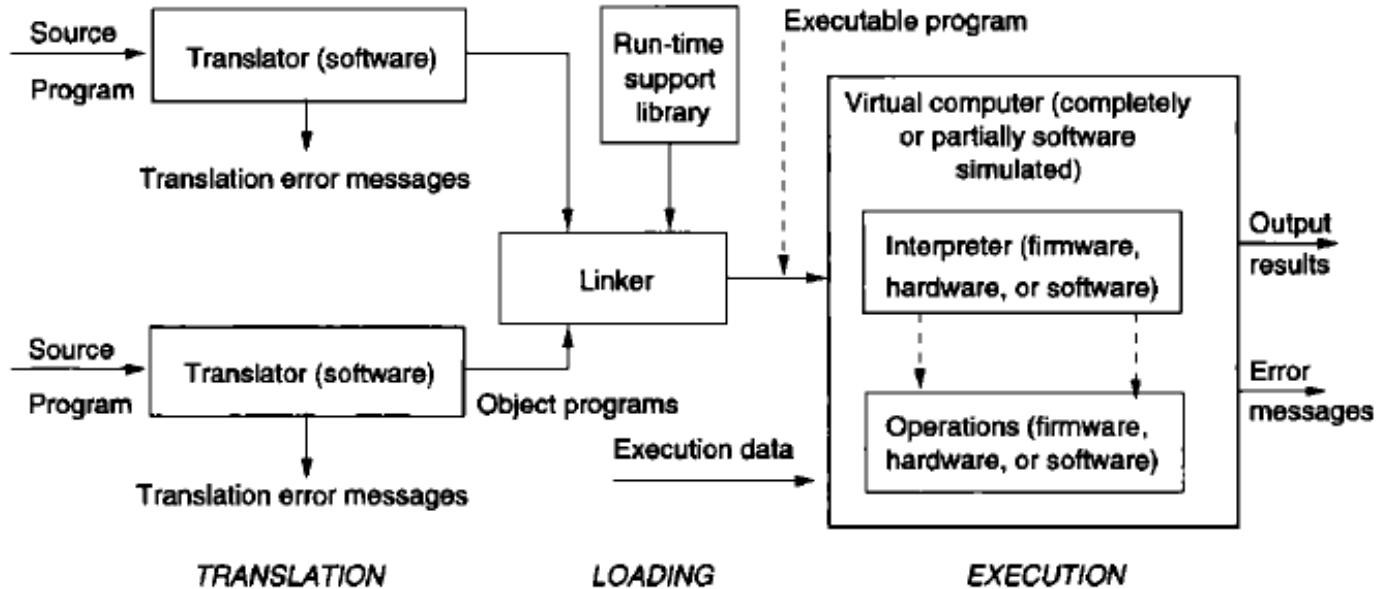 Source
Program
Translator (software)
Translation error messages
Run-time
support
library
Executable program
Linker
Source
Program
Translator (software)
Object programs
Translation error messages
Execution data
Virtual computer (completely
or partially software
simulated)
Interpreter (firmware,
hardware, or software)
Operations (firmware,
hardware, or software)
Output
results
Error
messages
TRANSLATION
LOADING
EXECUTION